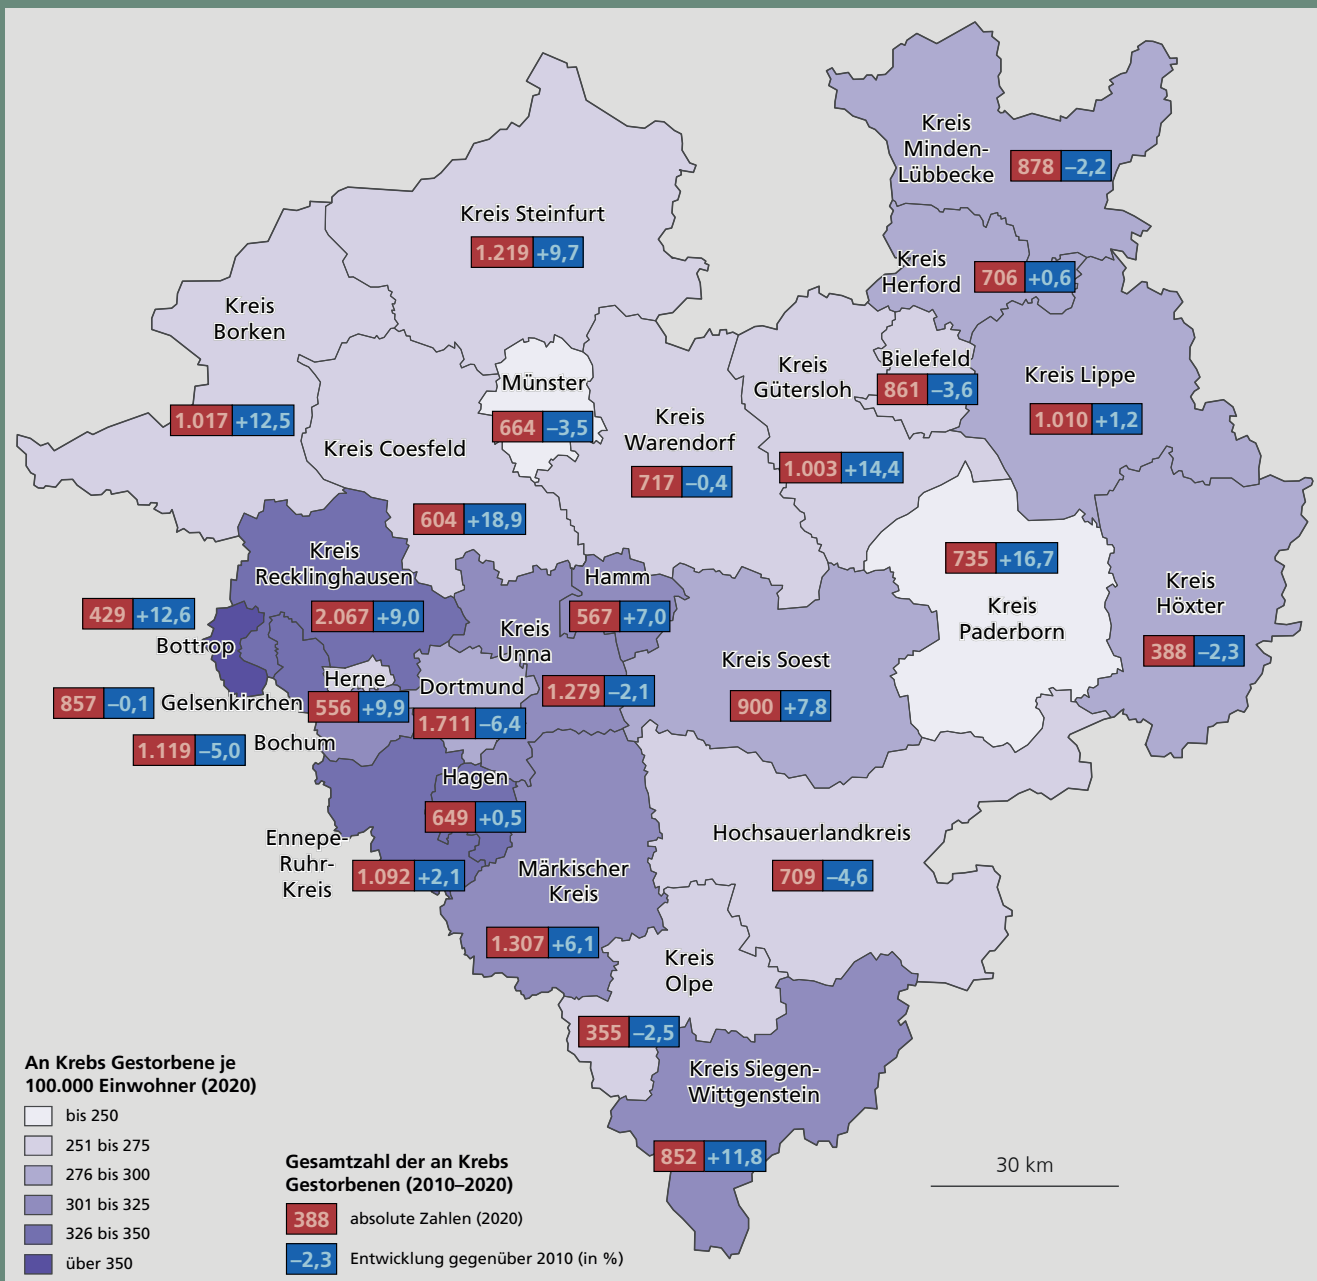 Kreis
Minden-
Lübbecke
878 –2,2
Kreis Steinfurt
1.219 +9,7
Kreis
Herford
706 +0,6
Kreis
Borken
1.017 +12,5
Bielefeld
861 –3,6
Kreis
Gütersloh
1.003 +14,4
Kreis Lippe
1.010 +1,2
Münster
664 –3,5
Kreis
Warendorf
717 –0,4
Kreis Coesfeld
604 +18,9
Kreis
Recklinghausen
2.067 +9,0
Hamm
567 +7,0
735 +16,7
Kreis
Paderborn
Kreis
Höxter
388 –2,3
429 +12,6
Bottrop
Kreis
Unna
1.279 –2,1
Kreis Soest
900 +7,8
Herne
556 +9,9
Dortmund
1.711 –6,4
857 –0,1 Gelsenkirchen
1.119 –5,0 Bochum
Hagen
649 +0,5
Ennepe-
Ruhr-
Kreis
1.092 +2,1
Märkischer
Kreis
1.307 +6,1
Hochsauerlandkreis
709 –4,6
Kreis
Olpe
355 –2,5
Kreis Siegen-
Wittgenstein
852 +11,8
An Krebs Gestorbene je
100.000 Einwohner (2020)
bis 250
251 bis 275
276 bis 300
301 bis 325
326 bis 350
über 350
Gesamtzahl der an Krebs
Gestorbenen (2010–2020)
388 absolute Zahlen (2020)
–2,3 Entwicklung gegenüber 2010 (in %)
30 km